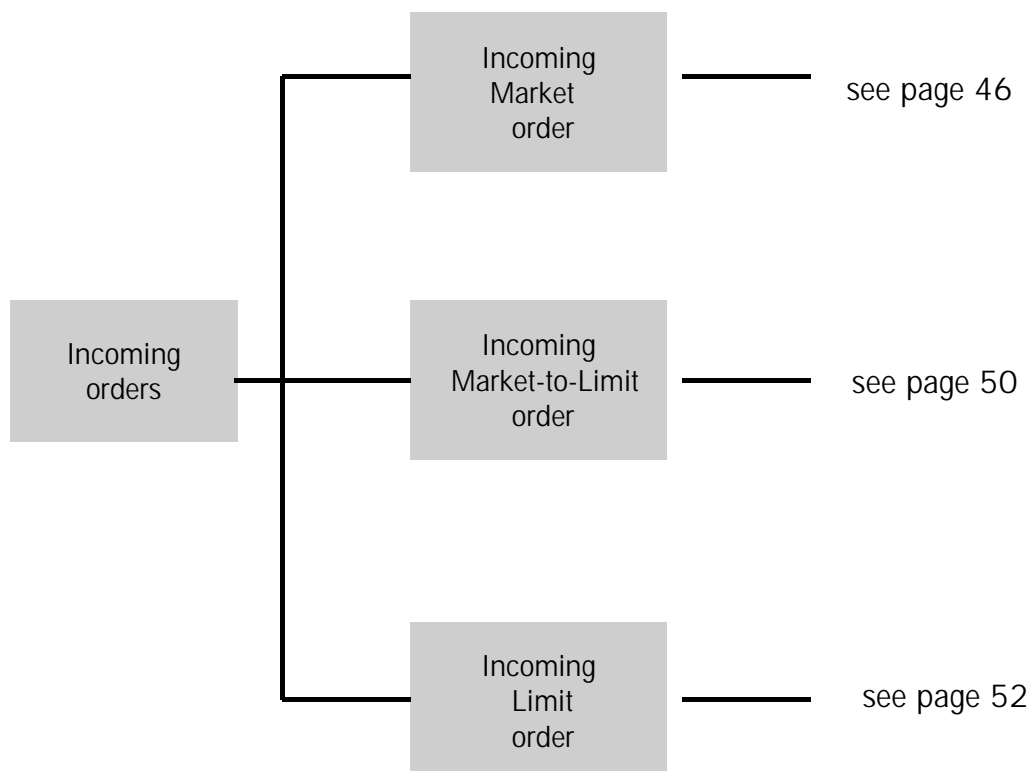 Incoming
Market
order
see page 46
Incoming
orders
Incoming
Market-to-Limit
order
see page 50
Incoming
Limit
order
see page 52